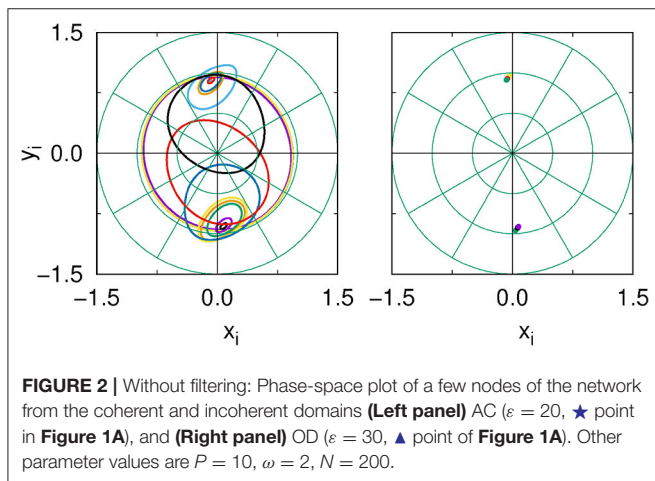 1.5
y_i
0.0
−1.5
−1.5 0.0 1.5 −1.5 0.0 1.5
x_i x_i
FIGURE 2 | Without filtering: Phase-space plot of a few nodes of the network
from the coherent and incoherent domains (Left panel) AC (ε = 20, ★ point
in Figure 1A), and (Right panel) OD (ε = 30, ▲ point of Figure 1A). Other
parameter values are P = 10, ω = 2, N = 200.